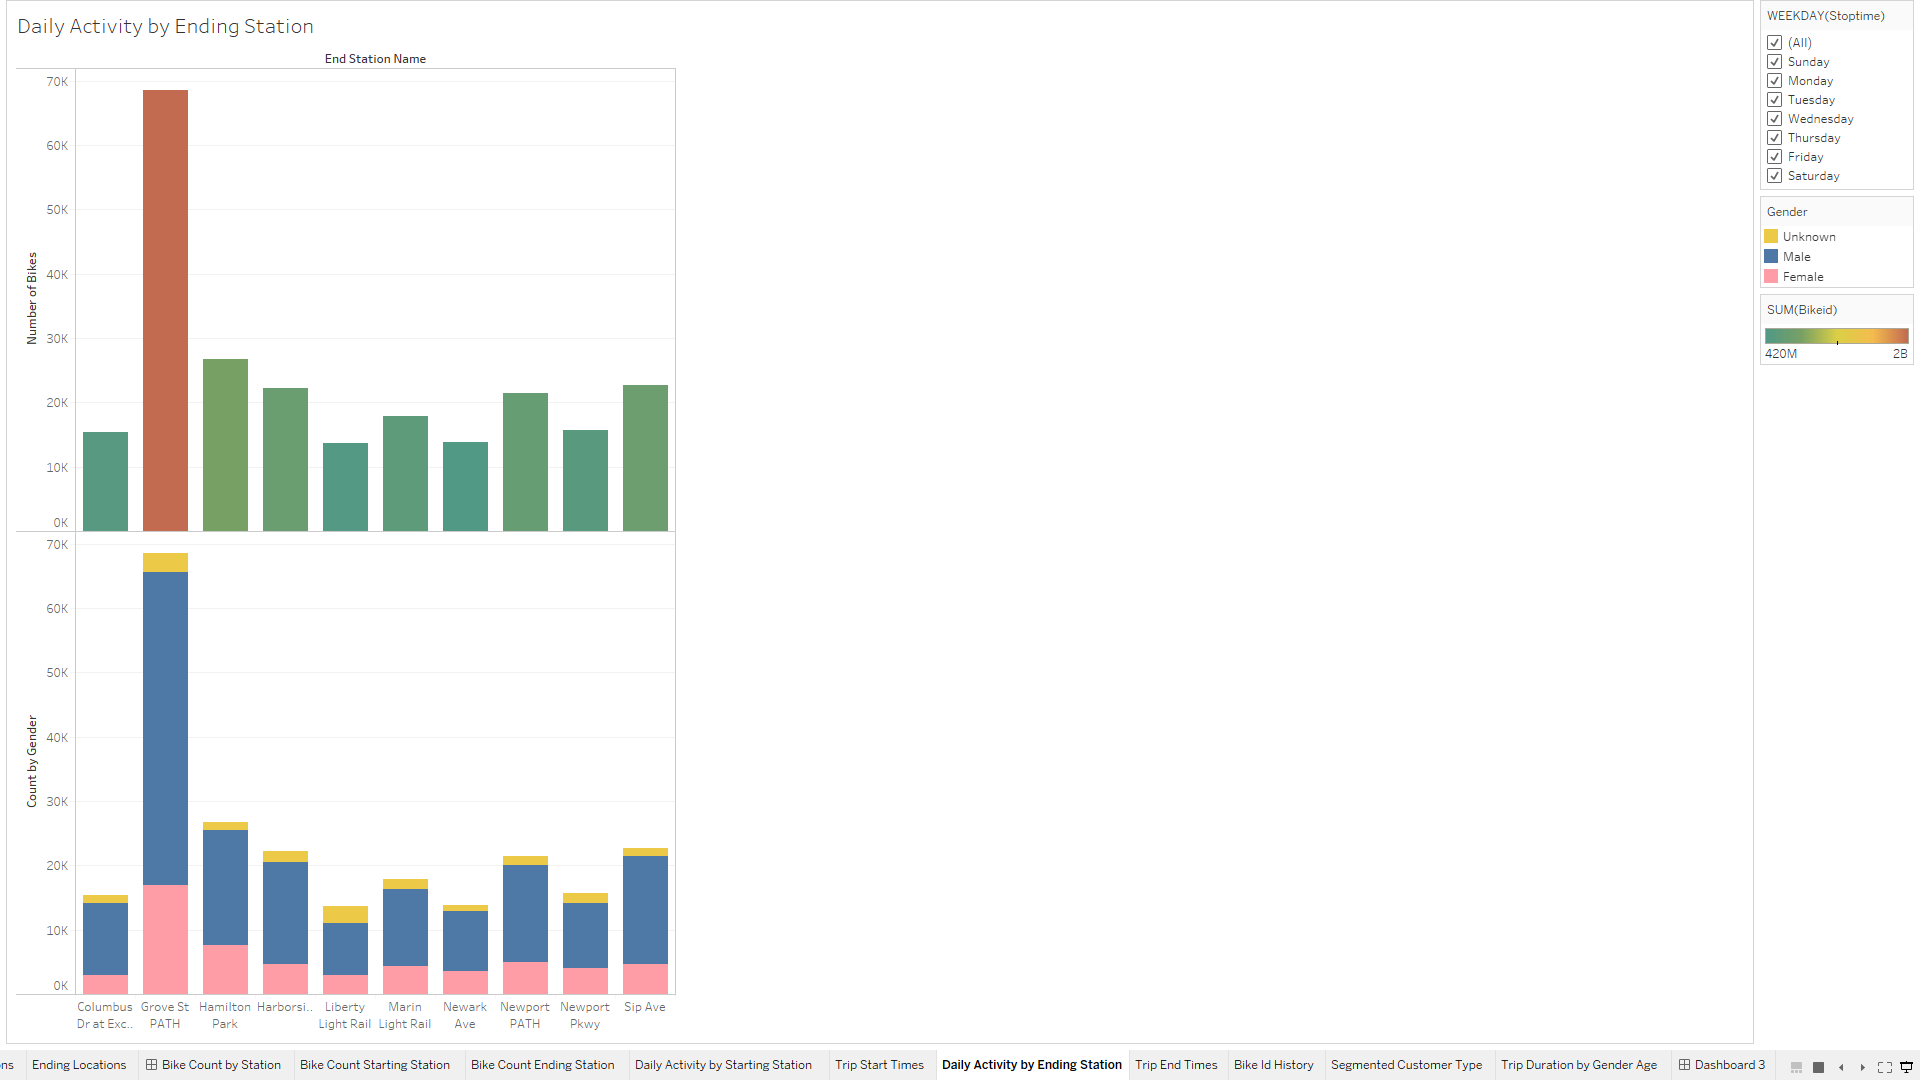 Daily Activity by Ending Station
End Station Name
70K
60K
50K
40K
30K
20K
10K
0K
Number of Bikes
70K
60K
50K
40K
30K
20K
10K
0K
Count by Gender
Columbus Dr at Exc..
Grove St PATH
Hamilton Park
Harborsi..
Liberty Light Rail
Marin Light Rail
Newark Ave
Newport PATH
Newport Pkwy
Sip Ave
WEEKDAY(Stoptime)
(All)
Sunday
Monday
Tuesday
Wednesday
Thursday
Friday
Saturday
Gender
Unknown
Male
Female
SUM(Bikeid)
420M 2B
ns Ending Locations Bike Count by Station Bike Count Starting Station Bike Count Ending Station Daily Activity by Starting Station Trip Start Times Daily Activity by Ending Station Trip End Times Bike Id History Segmented Customer Type Trip Duration by Gender Age Dashboard 3